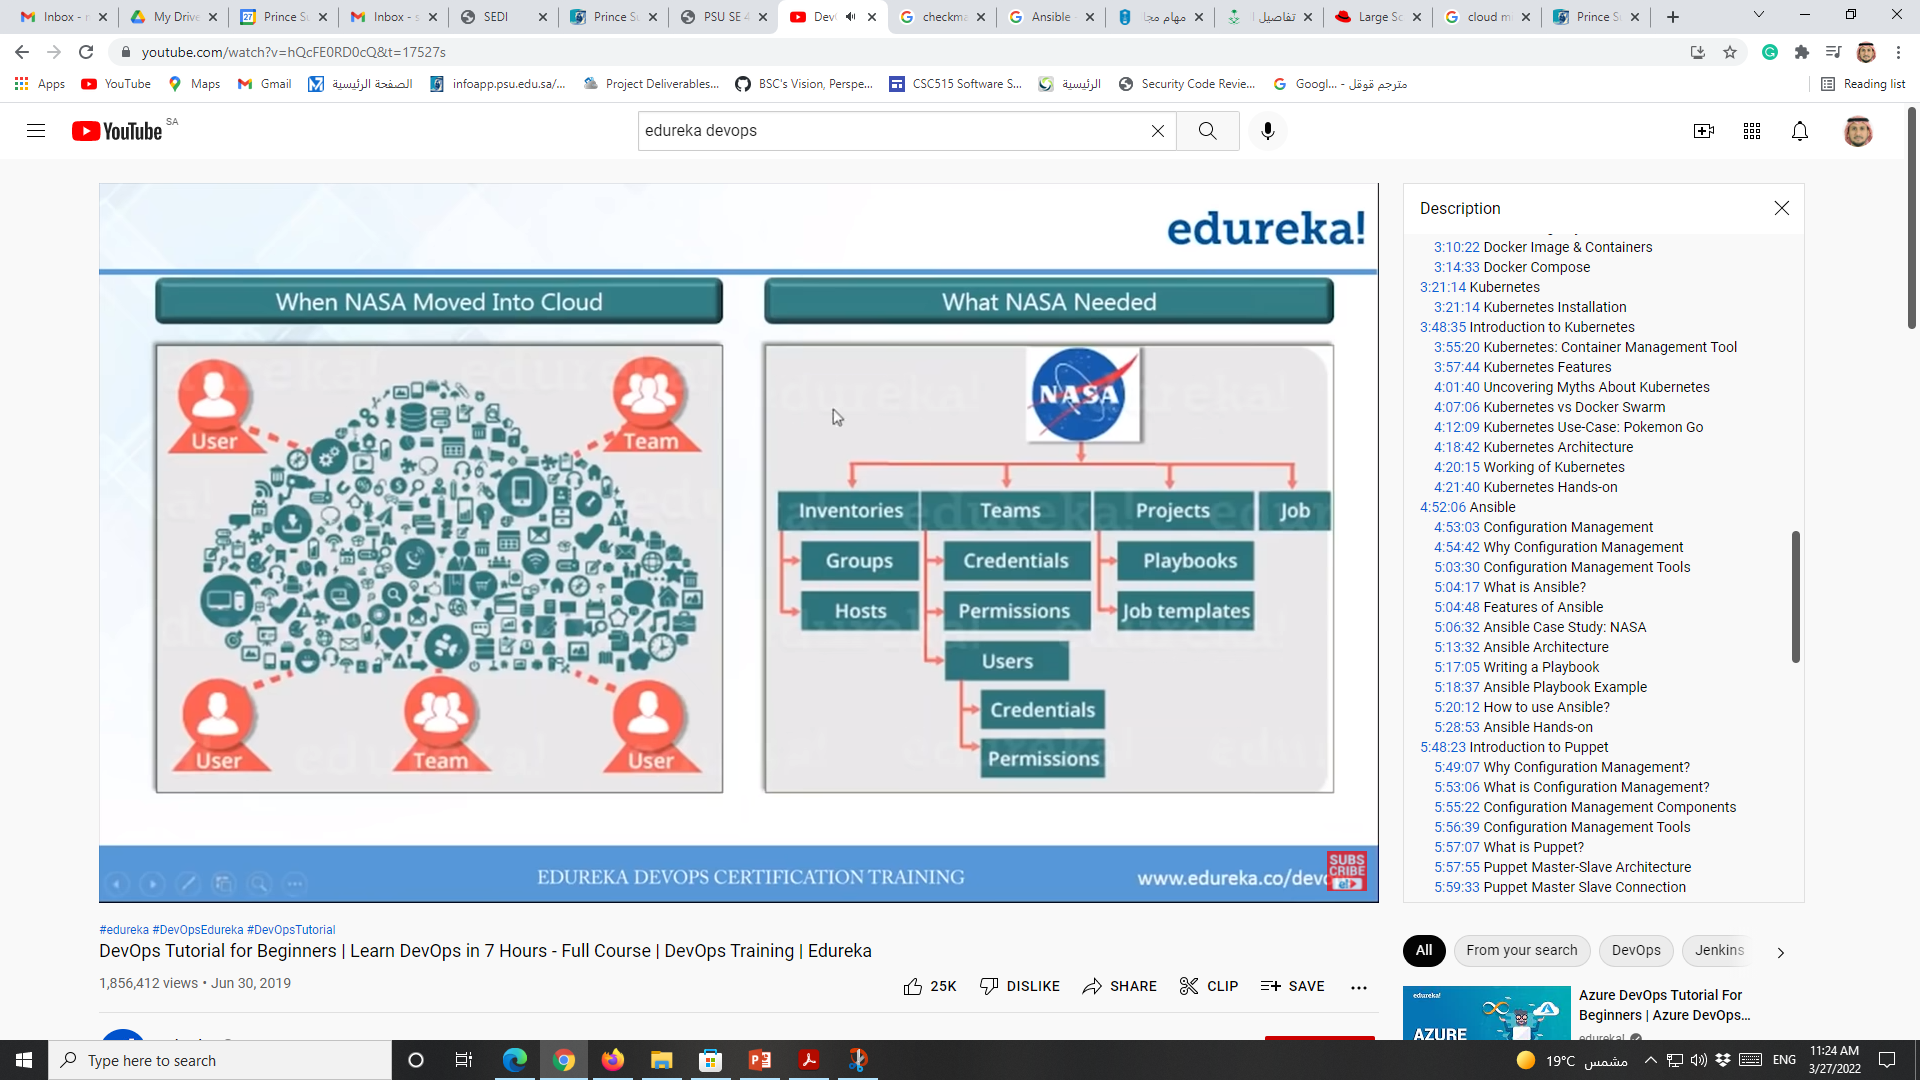 Inbox - n
My Drive
Prince Su
Inbox - s
SEDI
Prince Su
PSU SE 4
Dev
checkma
Ansible -
مهام مجا
تفاصيل ا
Large Sc
cloud mi
Prince S
youtube.com/watch?v=hQcFE0RD0cQ&t=17527s
Apps
YouTube
Maps
Gmail
الصفحة الرئيسية
infoapp.psu.edu.sa/...
Project Deliverables...
BSC's Vision, Perspe...
CSC515 Software S...
الرئيسية
Security Code Revie...
مترجم قوقل - Googl...
Reading list
YouTube SA
edureka devops
edureka!
When NASA Moved Into Cloud
User
Team
User
Team
User
What NASA Needed
NASA
Inventories
Teams
Projects
Job
Groups
Credentials
Playbooks
Hosts
Permissions
Job templates
Users
Credentials
Permissions
EDUREKA DEVOPS CERTIFICATION TRAINING
www.edureka.co/devo
SUBS
CRIBE
Description
3:10:22 Docker Image & Containers
3:14:33 Docker Compose
3:21:14 Kubernetes
3:21:14 Kubernetes Installation
3:48:35 Introduction to Kubernetes
3:55:20 Kubernetes: Container Management Tool
3:57:44 Kubernetes Features
4:01:40 Uncovering Myths About Kubernetes
4:07:06 Kubernetes vs Docker Swarm
4:12:09 Kubernetes Use-Case: Pokemon Go
4:18:42 Kubernetes Architecture
4:20:15 Working of Kubernetes
4:21:40 Kubernetes Hands-on
4:52:06 Ansible
4:53:03 Configuration Management
4:54:42 Why Configuration Management
5:03:30 Configuration Management Tools
5:04:17 What is Ansible?
5:04:48 Features of Ansible
5:06:32 Ansible Case Study: NASA
5:13:32 Ansible Architecture
5:17:05 Writing a Playbook
5:18:37 Ansible Playbook Example
5:20:12 How to use Ansible?
5:28:53 Ansible Hands-on
5:48:23 Introduction to Puppet
5:49:07 Why Configuration Management?
5:53:06 What is Configuration Management?
5:55:22 Configuration Management Components
5:56:39 Configuration Management Tools
5:57:07 What is Puppet?
5:57:55 Puppet Master-Slave Architecture
5:59:33 Puppet Master Slave Connection
#edureka #DevOpsEdureka #DevOpsTutorial
DevOps Tutorial for Beginners | Learn DevOps in 7 Hours - Full Course | DevOps Training | Edureka
1,856,412 views • Jun 30, 2019
25K
DISLIKE
SHARE
CLIP
SAVE
All
From your search
DevOps
Jenkins
edureka!
AZURE
Azure DevOps Tutorial For
Beginners | Azure DevOps...
edureka!
Type here to search
19°C مشمس
ENG
11:24 AM
3/27/2022